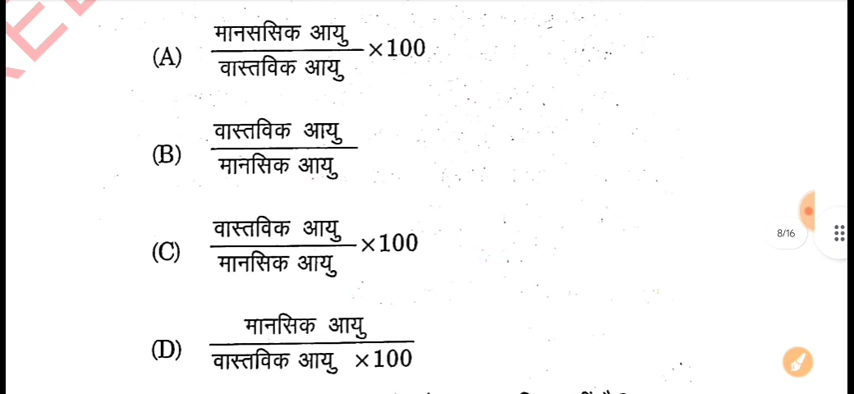 (A) मानससिक आयु / वास्तविक आयु ×100
(B) वास्तविक आयु / मानसिक आयु
(C) वास्तविक आयु / मानसिक आयु ×100
8/16
(D) मानसिक आयु / वास्तविक आयु ×100